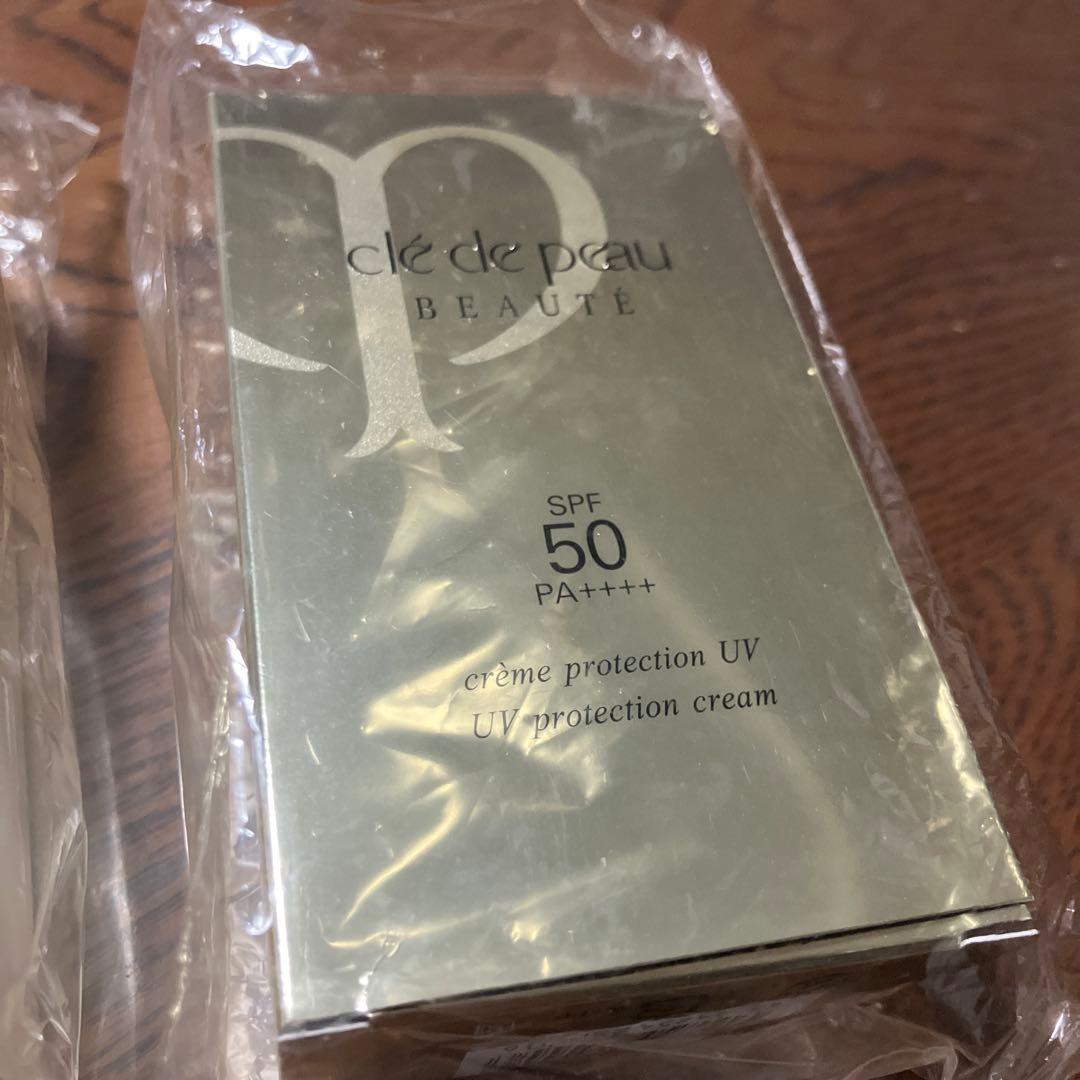 clé de peau
BEAUTÉ
SPF
50
PA++++
crème protection UV
UV protection cream